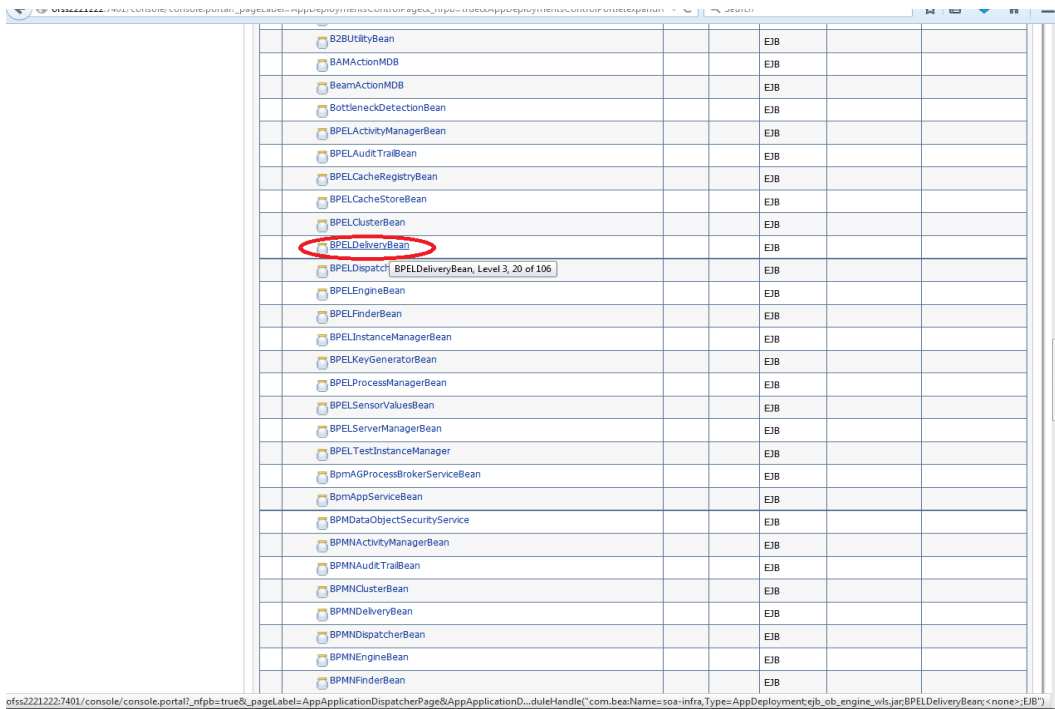 B2BUtilityBean EJB
BAMActionMDB EJB
BeamActionMDB EJB
BottleneckDetectionBean EJB
BPELActivityManagerBean EJB
BPELAuditTrailBean EJB
BPELCacheRegistryBean EJB
BPELCacheStoreBean EJB
BPELClusterBean EJB
BPELDeliveryBean EJB
BPELDispatch BPELDeliveryBean, Level 3, 20 of 106 EJB
BPELEngineBean EJB
BPELFinderBean EJB
BPELInstanceManagerBean EJB
BPELKeyGeneratorBean EJB
BPELProcessManagerBean EJB
BPELSensorValuesBean EJB
BPELServerManagerBean EJB
BPELTestInstanceManager EJB
BpmAGProcessBrokerServiceBean EJB
BpmAppServiceBean EJB
BPMDataObjectSecurityService EJB
BPMNActivityManagerBean EJB
BPMNAuditTrailBean EJB
BPMNClusterBean EJB
BPMNDeliveryBean EJB
BPMNDispatcherBean EJB
BPMNEngineBean EJB
BPMNFinderBean EJB
ofss2221222:7401/console/console.portal?_nfpb=true&_pageLabel=AppApplicationDispatcherPage&AppApplicationD...duleHandle("com.bea:Name=soa-infra,Type=AppDeployment;ejb_ob_engine_wls.jar;BPELDeliveryBean;<none>;EJB")